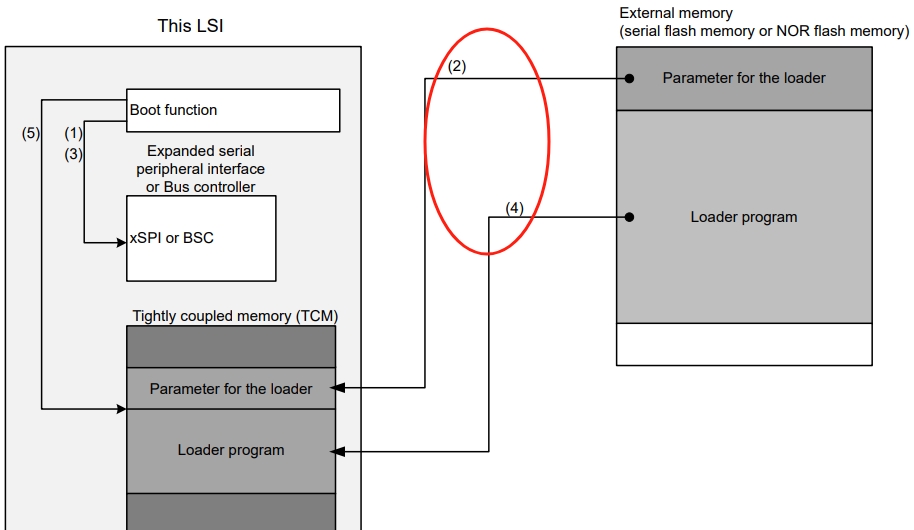 This LSI
External memory
(serial flash memory or NOR flash memory)
(2)
Parameter for the loader
Boot function
(5)
(1)
(3)
Expanded serial
peripheral interface
or Bus controller
(4)
Loader program
xSPI or BSC
Tightly coupled memory (TCM)
Parameter for the loader
Loader program